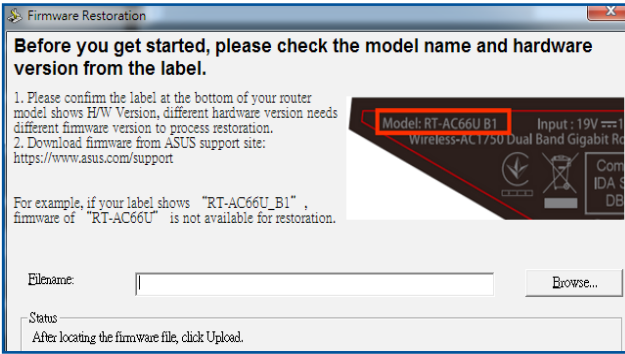 Firmware Restoration
Before you get started, please check the model name and hardware
version from the label.
1. Please confirm the label at the bottom of your router
model shows H/W Version, different hardware version needs
different firmware version to process restoration.
2. Download firmware from ASUS support site:
https://www.asus.com/support
For example, if your label shows “RT-AC66U_B1”,
firmware of “RT-AC66U” is not available for restoration.
Model: RT-AC66U B1 Input : 19V ⎓1
Wireless-AC1750 Dual Band Gigabit Ro
Com
IDA S
DB
Filename:
Browse...
Status
After locating the firmware file, click Upload.